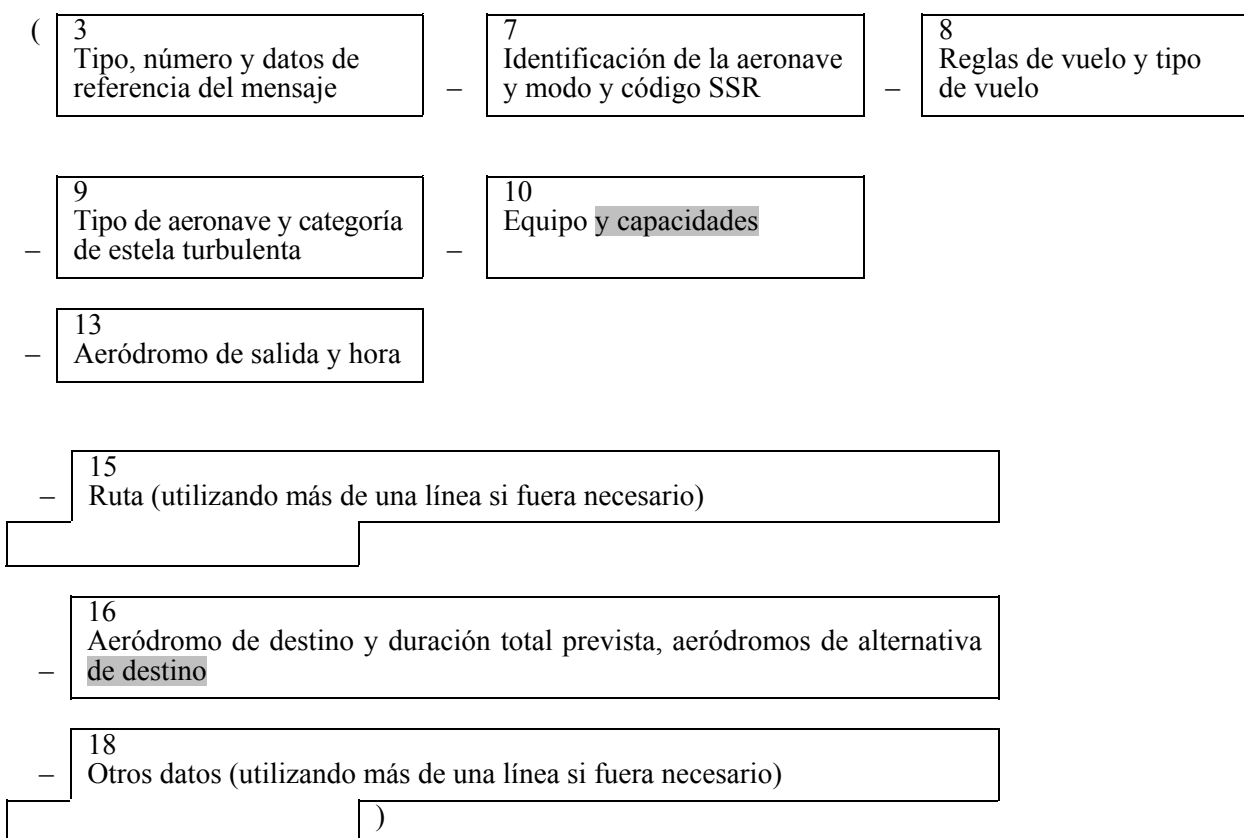 ( 3 7 8
Tipo, número y datos de Identificación de la aeronave Reglas de vuelo y tipo
referencia del mensaje – y modo y código SSR – de vuelo
9 10
Tipo de aeronave y categoría Equipo y capacidades
– de estela turbulenta –
13
– Aeródromo de salida y hora
15
– Ruta (utilizando más de una línea si fuera necesario)
16
Aeródromo de destino y duración total prevista, aeródromos de alternativa
– de destino
18
– Otros datos (utilizando más de una línea si fuera necesario)
)